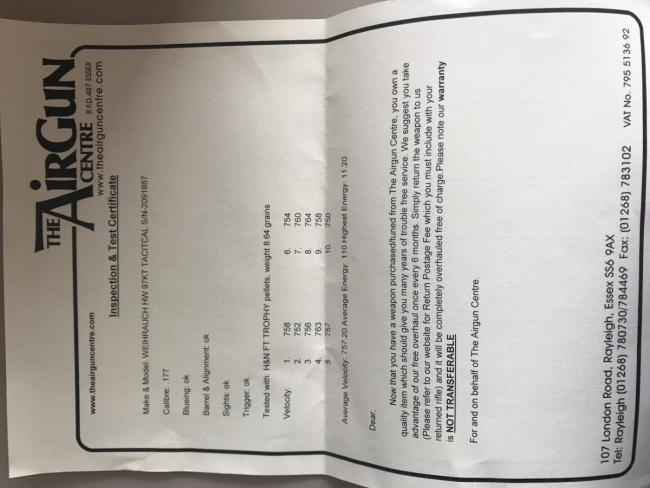 THE
AIRGUN
CENTRE R.F.D. 407 ESSEX
www.theairguncentre.com
www.theairguncentre.com
Inspection & Test Certificate
Make & Model: WEIHRAUCH HW 97KT TACITCAL S/N-2091887
Calibre: 177
Blueing: ok
Barrel & Alignment: ok
Sights: ok
Trigger: ok
Tested with: H&N FT TROPHY pellets, weight 8.64 grains
Velocity: 1. 758 6. 754
2. 752 7. 760
3. 756 8. 764
4. 763 9. 758
5 757 10. 750
Average Velocity: 757.20 Average Energy: 110 Highest Energy: 11.20
Dear,
Now that you have a weapon purchased/tuned from The Airgun Centre, you own a
quality item which should give you many years of trouble free service. We suggest you take
advantage of our free overhaul once every 6 months. Simply return the weapon to us
(Please refer to our website for Return Postage Fee which you must include with your
returned rifle) and it will be completely overhauled free of charge.Please note our warranty
is NOT TRANSFERABLE
For and on behalf of The Airgun Centre.
107 London Road, Rayleigh, Essex SS6 9AX
Tel: Rayleigh (01268) 780730/784469 Fax: (01268) 783102 VAT No. 795 5136 92